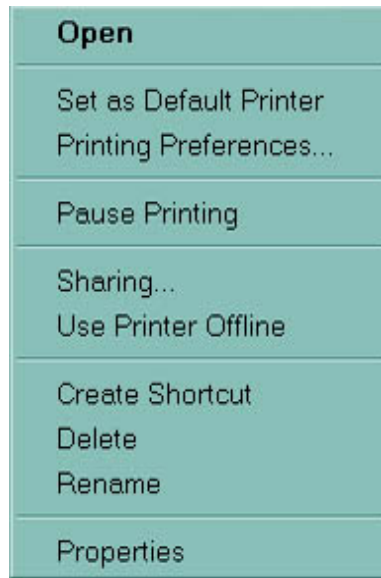 Open
Set as Default Printer
Printing Preferences...
Pause Printing
Sharing...
Use Printer Offline
Create Shortcut
Delete
Rename
Properties